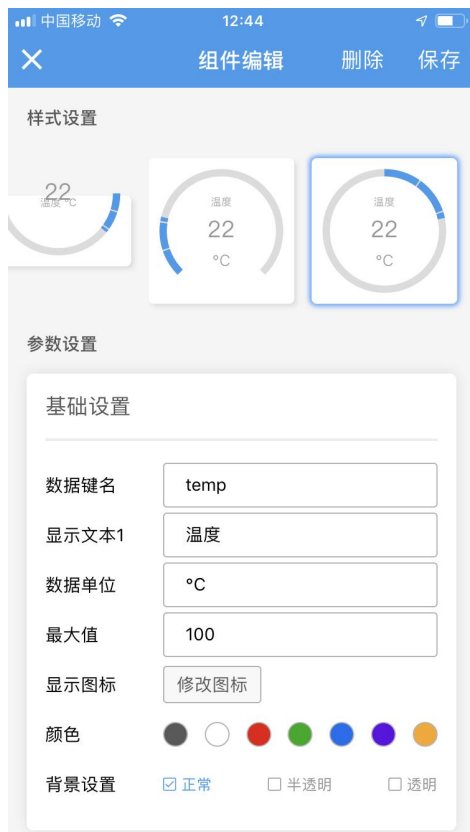 中国移动 12:44
组件编辑 删除 保存
样式设置
22
温度 °C
温度
22
°C
温度
22
°C
参数设置
基础设置
数据键名 temp
显示文本1 温度
数据单位 °C
最大值 100
显示图标 修改图标
颜色
背景设置 正常 半透明 透明